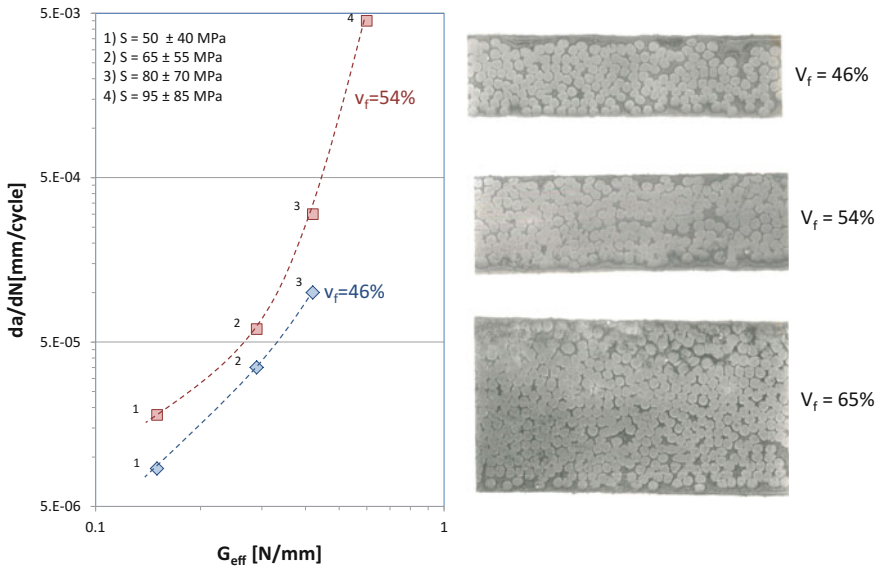 5.E-03
5.E-04
5.E-05
5.E-06
da/dN[mm/cycle]
1) S = 50 ± 40 MPa
2) S = 65 ± 55 MPa
3) S = 80 ± 70 MPa
4) S = 95 ± 85 MPa
4
vf=54%
3
3
vf=46%
2
2
1
1
0.1
1
Geff [N/mm]
Vf = 46%
Vf = 54%
Vf = 65%